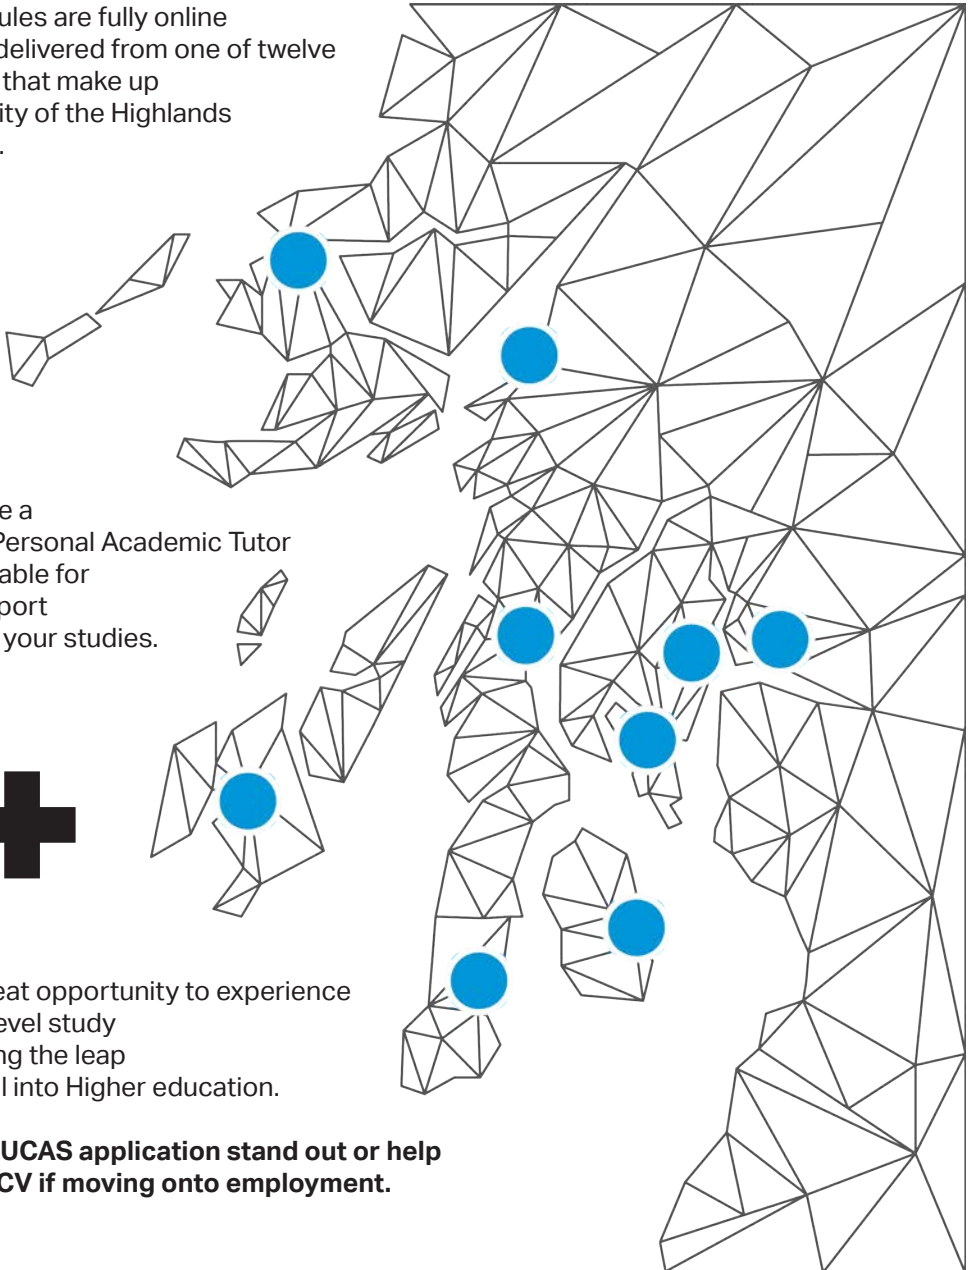 ules are fully online
delivered from one of twelve
that make up
ity of the Highlands
.
e a
Personal Academic Tutor
able for
port
your studies.
eat opportunity to experience
evel study
ng the leap
l into Higher education.
UCAS application stand out or help
CV if moving onto employment.